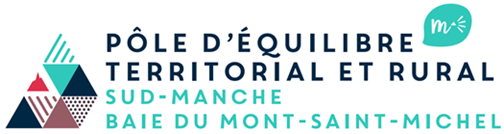 PÔLE D'ÉQUILIBRE
TERRITORIAL ET RURAL
SUD-MANCHE
BAIE DU MONT-SAINT-MICHEL
m